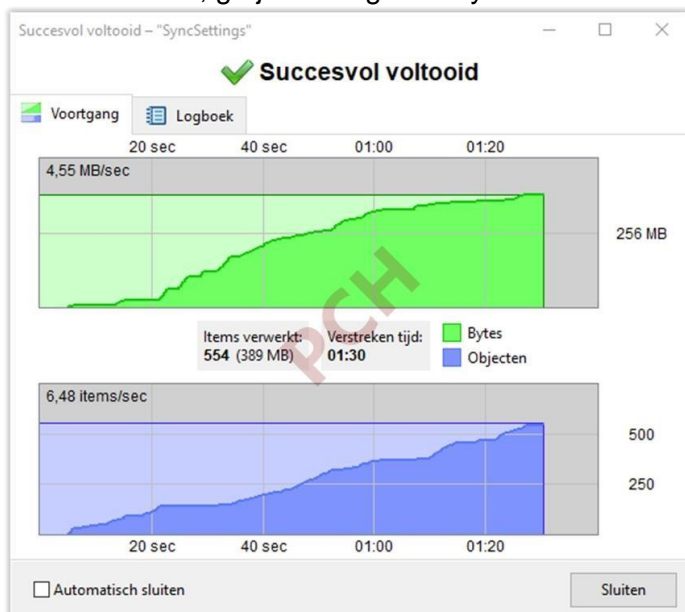 Succesvol voltooid – "SyncSettings"
Succesvol voltooid
Voortgang
Logboek
20 sec 40 sec 01:00 01:20
4,55 MB/sec
256 MB
Items verwerkt: Verstreken tijd:
554 (389 MB) 01:30
Bytes
Objecten
PCH
6,48 items/sec
500
250
20 sec 40 sec 01:00 01:20
Automatisch sluiten
Sluiten